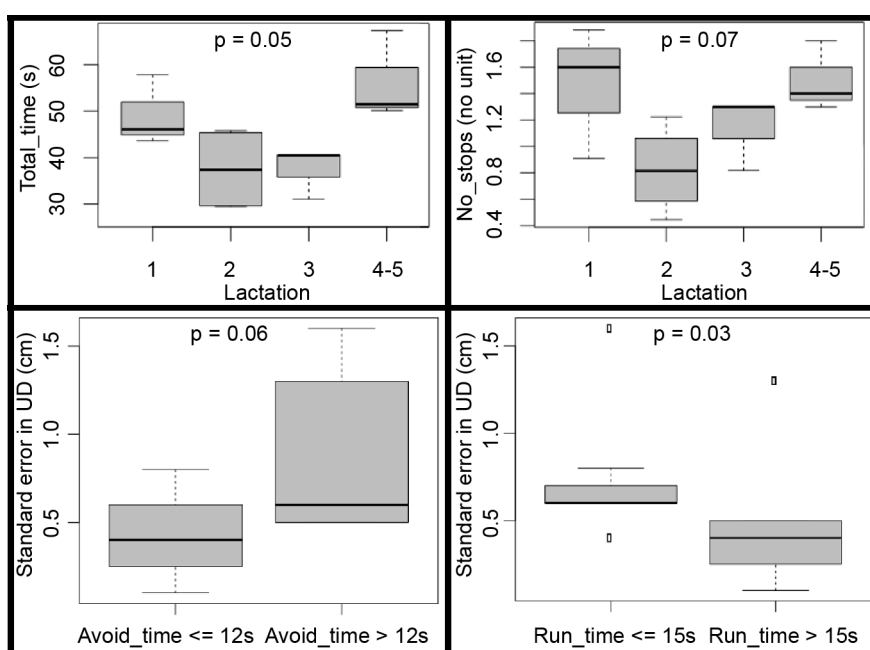 p = 0.05
Total_time (s)
60
50
40
30
1 2 3 4-5
Lactation
p = 0.07
No_stops (no unit)
1.6
1.2
0.8
0.4
1 2 3 4-5
Lactation
p = 0.06
Standard error in UD (cm)
1.5
1.0
0.5
Avoid_time <= 12s Avoid_time > 12s
p = 0.03
Standard error in UD (cm)
1.5
1.0
0.5
Run_time <= 15s Run_time > 15s